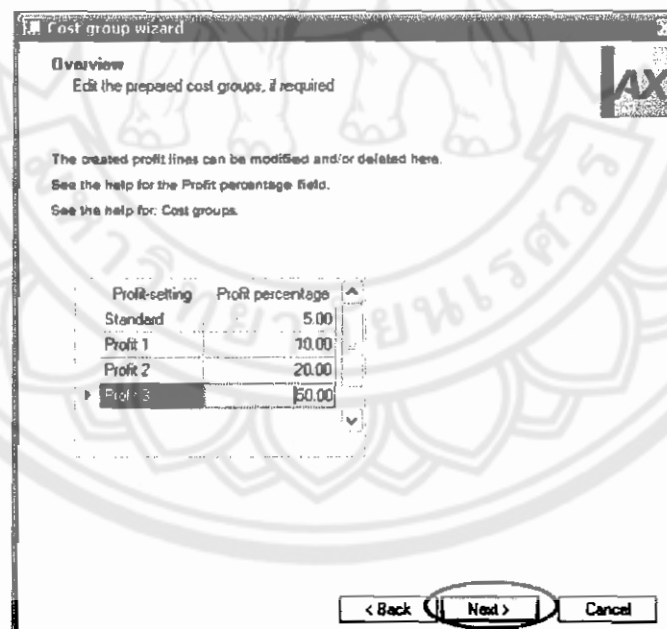 Cost group wizard
Overview
Edit the prepared cost groups, if required
AX
The created profit lines can be modified and/or deleted here.
See the help for the Profit percentage field.
See the help for: Cost groups.
Profit-setting Profit percentage
Standard 5.00
Profit 1 10.00
Profit 2 20.00
Profit 3 50.00
< Back Next > Cancel